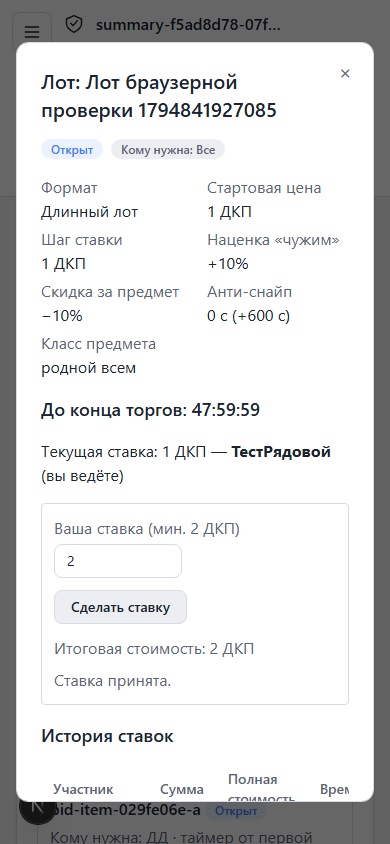 summary-f5ad8d78-07f...
×
Лот: Лот браузерной
проверки 1794841927085
Открыт
Кому нужна: Все
Формат
Стартовая цена
Длинный лот
1 ДКП
Шаг ставки
Наценка «чужим»
1 ДКП
+10%
Скидка за предмет
Анти-снайп
−10%
0 с (+600 с)
Класс предмета
родной всем
До конца торгов: 47:59:59
Текущая ставка: 1 ДКП — ТестРядовой
(вы ведёте)
Ваша ставка (мин. 2 ДКП)
2
Сделать ставку
Итоговая стоимость: 2 ДКП
Ставка принята.
История ставок
Участник
Сумма
Полная
стоимость
bid-item-029fe06e-a
Открыт
Кому нужна: ДД · таймер от первой